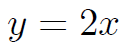 y = 2x